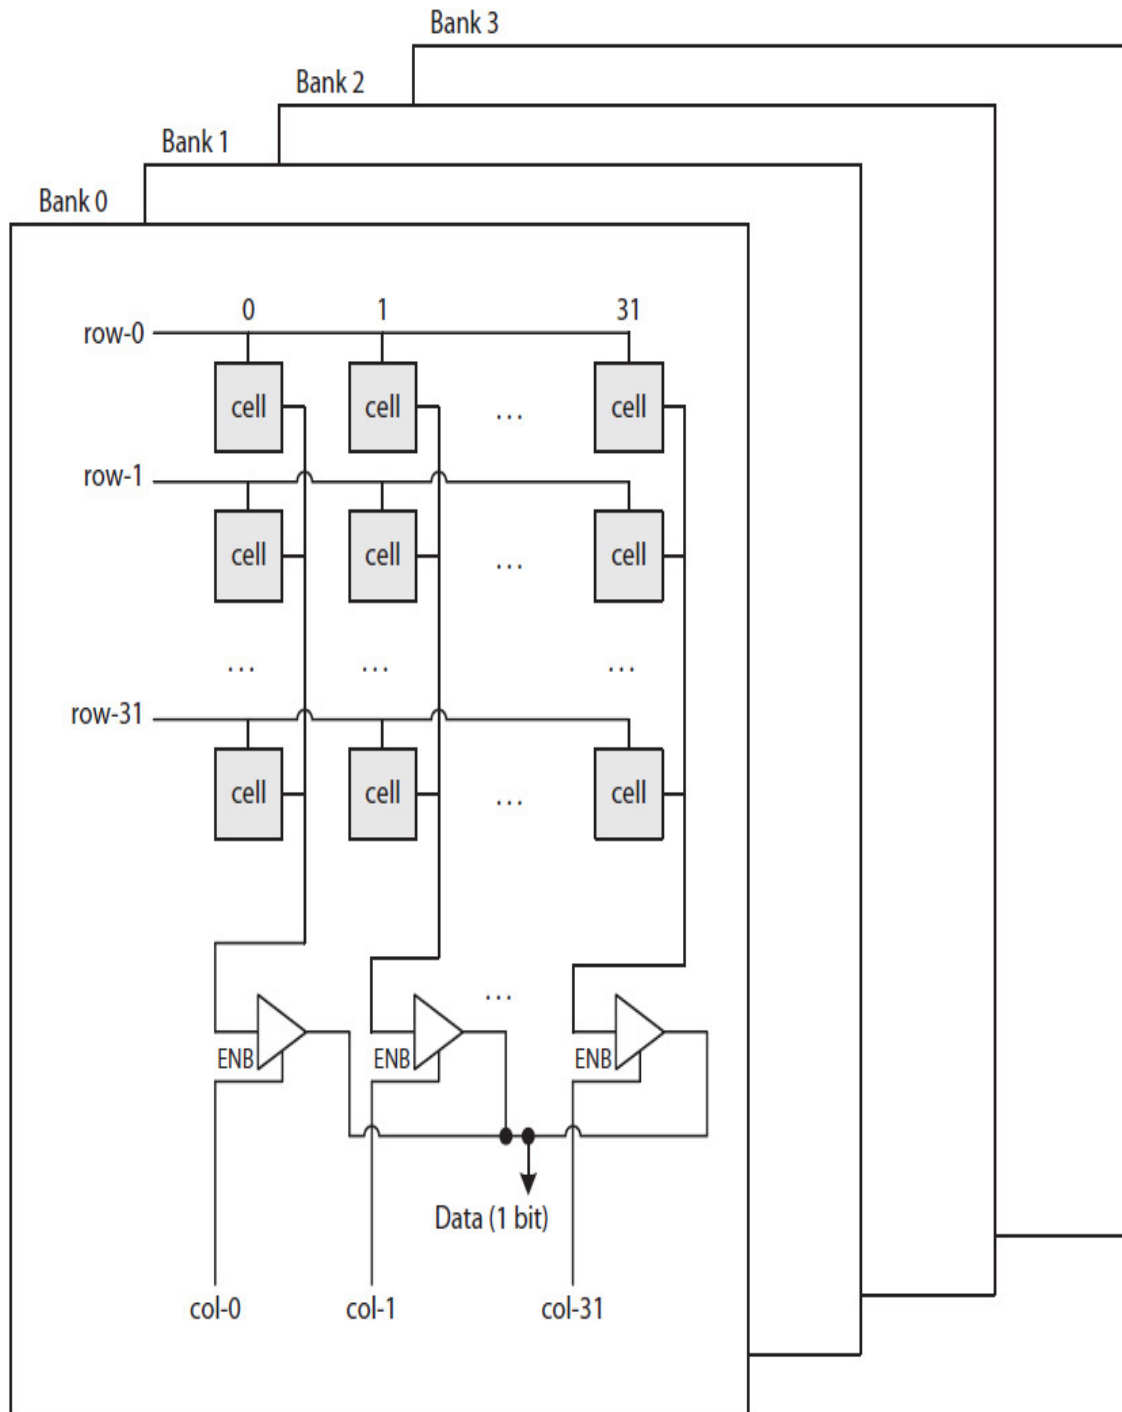 Bank 3
Bank 2
Bank 1
Bank 0
0 1 31
row-0
cell cell ... cell
row-1
cell cell ... cell
... ... ...
row-31
cell cell ... cell
...
ENB ENB ENB
Data (1 bit)
col-0 col-1 col-31